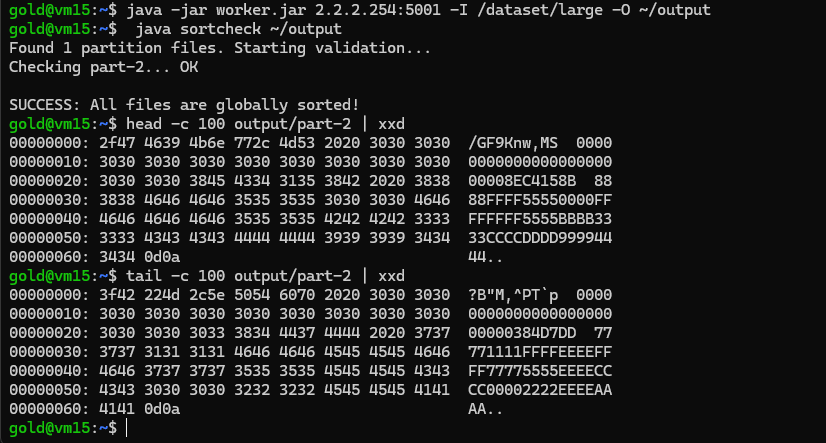 gold@vm15:~$ java -jar worker.jar 2.2.2.254:5001 -I /dataset/large -O ~/output
gold@vm15:~$  java sortcheck ~/output
Found 1 partition files. Starting validation...
Checking part-2... OK

SUCCESS: All files are globally sorted!
gold@vm15:~$ head -c 100 output/part-2 | xxd
00000000: 2f47 4639 4b6e 772c 4d53 2020 3030 3030  /GF9Knw,MS  0000
00000010: 3030 3030 3030 3030 3030 3030 3030 3030  0000000000000000
00000020: 3030 3030 3845 4334 3135 3842 2020 3838  00008EC4158B  88
00000030: 3838 4646 4646 3535 3535 3030 3030 4646  88FFFF55550000FF
00000040: 4646 4646 4646 3535 3535 4242 4242 3333  FFFFFF5555BBBB33
00000050: 3333 4343 4343 4444 4444 3939 3939 3434  33CCCCDDDD999944
00000060: 3434 0d0a                                44..
gold@vm15:~$ tail -c 100 output/part-2 | xxd
00000000: 3f42 224d 2c5e 5054 6070 2020 3030 3030  ?B"M,^PT`p  0000
00000010: 3030 3030 3030 3030 3030 3030 3030 3030  0000000000000000
00000020: 3030 3030 3033 3834 4437 4444 2020 3737  00000384D7DD  77
00000030: 3737 3131 3131 4646 4646 4545 4545 4646  771111FFFFEEEEFF
00000040: 4646 3737 3737 3535 3535 4545 4545 4343  FF77775555EEEECC
00000050: 4343 3030 3030 3232 3232 4545 4545 4141  CC00002222EEEEAA
00000060: 4141 0d0a                                AA..
gold@vm15:~$